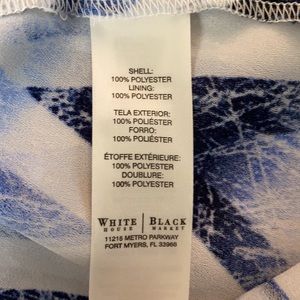 SHELL:
100% POLYESTER
LINING:
100% POLYESTER
TELA EXTERIOR:
100% POLIÉSTER
FORRO:
100% POLIÉSTER
ÉTOFFE EXTÉRIEURE:
100% POLYESTER
DOUBLURE:
100% POLYESTER
WHITE | BLACK
HOUSE | MARKET
11215 METRO PARKWAY
FORT MYERS, FL 33966